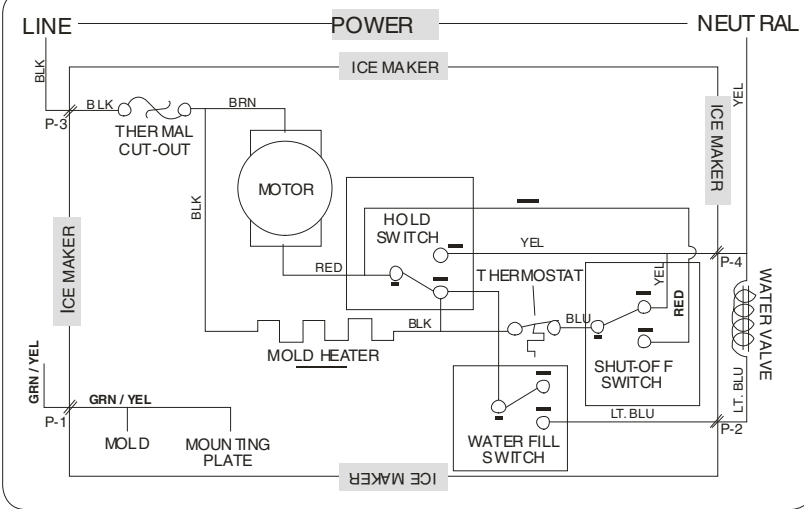 LINE
POWER
NEUTRAL
BLK
ICE MAKER
YEL
BLK
BRN
P-3
THERMAL
CUT-OUT
ICE MAKER
MOTOR
BLK
HOLD
SWITCH
YEL
RED
P-4
ICE MAKER
THERMOSTAT
YEL
RED
WATER VALVE
BLK
BLU
MOLD HEATER
SHUT-OFF
SWITCH
GRN / YEL
GRN / YEL
LT. BLU
LT. BLU
P-1
P-2
MOLD
MOUNTING
PLATE
WATER FILL
SWITCH
ICE MAKER